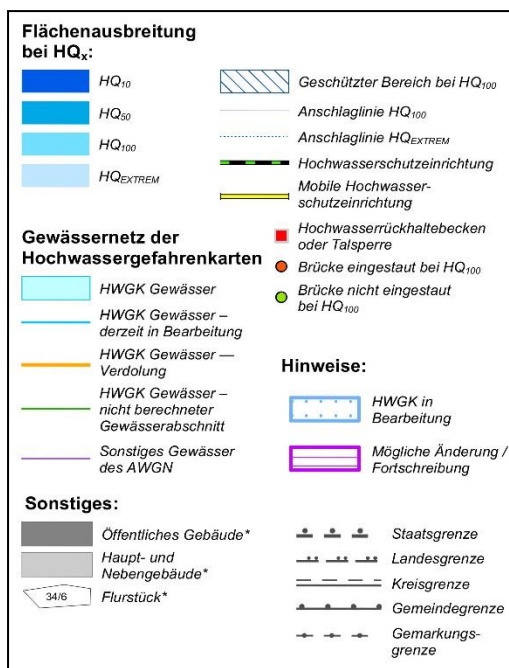 Flächenausbreitung
bei HQx:
HQ10
HQ50
HQ100
HQEXTREM
Geschützter Bereich bei HQ100
Anschlaglinie HQ100
Anschlaglinie HQEXTREM
Hochwasserschutzeinrichtung
Mobile Hochwasser-
schutzeinrichtung
Hochwasserrückhaltebecken
oder Talsperre
Brücke eingestaut bei HQ100
Brücke nicht eingestaut
bei HQ100
Gewässernetz der
Hochwassergefahrenkarten
HWGK Gewässer
HWGK Gewässer –
derzeit in Bearbeitung
HWGK Gewässer —
Verdolung
HWGK Gewässer –
nicht berechneter
Gewässerabschnitt
Sonstiges Gewässer
des AWGN
Hinweise:
HWGK in
Bearbeitung
Mögliche Änderung /
Fortschreibung
Sonstiges:
Öffentliches Gebäude*
Haupt- und
Nebengebäude*
34/6
Flurstück*
Staatsgrenze
Landesgrenze
Kreisgrenze
Gemeindegrenze
Gemarkungs-
grenze